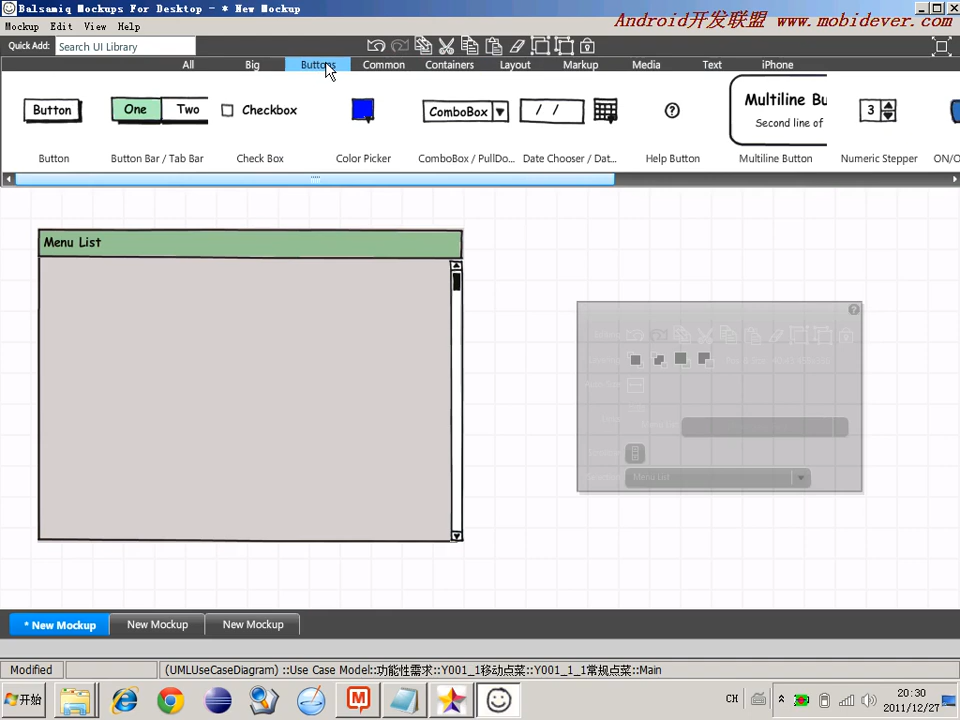 Balsamiq Mockups For Desktop - * New Mockup
Mockup Edit View Help
Android开发联盟 www.mobidever.com
Quick Add: Search UI Library
All Big Buttons Common Containers Layout Markup Media Text iPhone
Button One Two Checkbox ComboBox / / ? Multiline Bu 3
Second line of
Button Button Bar / Tab Bar Check Box Color Picker ComboBox / PullDo... Date Chooser / Dat... Help Button Multiline Button Numeric Stepper ON/O
Menu List
?
Menu List
* New Mockup New Mockup New Mockup
Modified (UMLUseCaseDiagram) ::Use Case Model::功能性需求::Y001_1移动点菜::Y001_1_1常规点菜::Main
开始 CH 20:30
2011/12/27